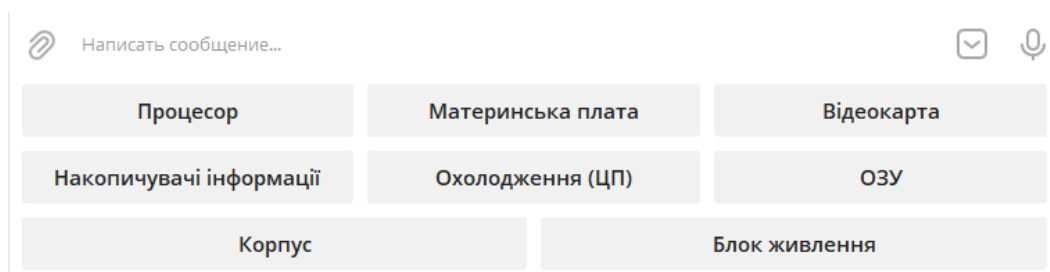 Написать сообщение...
Процесор Материнська плата Відеокарта
Накопичувачі інформації Охолодження (ЦП) ОЗУ
Корпус Блок живлення